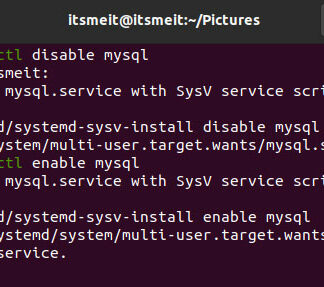 itsmeit@itsmeit:~/Pictures
ctl disable mysql
smeit:
mysql.service with SysV service scri
d/systemd-sysv-install disable mysql
ystem/multi-user.target.wants/mysql.s
ctl enable mysql
mysql.service with SysV service scri
d/systemd-sysv-install enable mysql
ystemd/system/multi-user.target.wants
service.